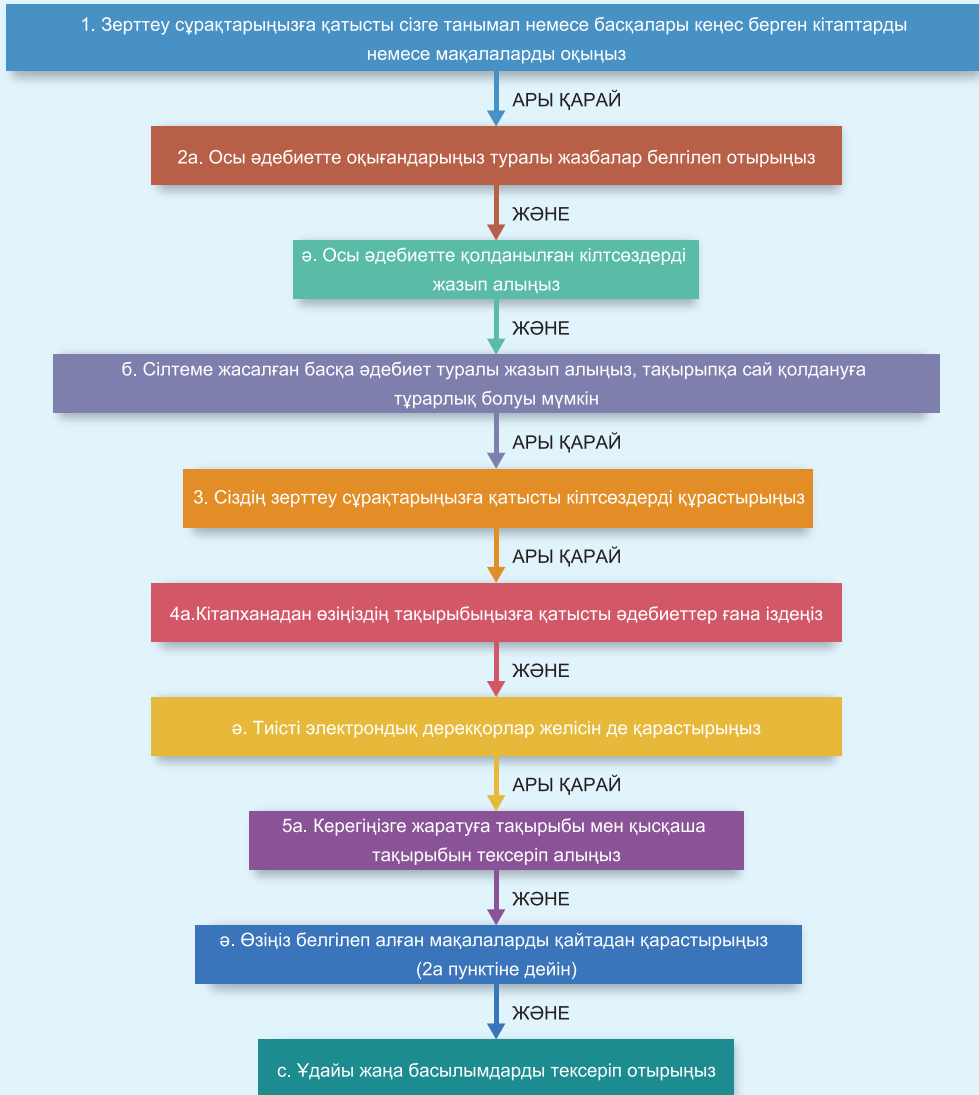 1. Зерттеу сұрақтарыңызға қатысты сізге танымал немесе басқалары кеңес берген кітаптарды
немесе мақалаларды оқыңыз
АРЫ ҚАРАЙ
2а. Осы әдебиетте оқығандарыңыз туралы жазбалар белгілеп отырыңыз
ЖӘНЕ
ә. Осы әдебиетте қолданылған кілтсөздерді
жазып алыңыз
ЖӘНЕ
б. Сілтеме жасалған басқа әдебиет туралы жазып алыңыз, тақырыпқа сай қолдануға
тұрарлық болуы мүмкін
АРЫ ҚАРАЙ
3. Сіздің зерттеу сұрақтарыңызға қатысты кілтсөздерді құрастырыңыз
АРЫ ҚАРАЙ
4а.Кітапханадан өзіңіздің тақырыбыңызға қатысты әдебиеттер ғана іздеңіз
ЖӘНЕ
ә. Тиісті электрондық дерекқорлар желісін де қарастырыңыз
АРЫ ҚАРАЙ
5а. Керегіңізге жаратуға тақырыбы мен қысқаша
тақырыбын тексеріп алыңыз
ЖӘНЕ
ә. Өзіңіз белгілеп алған мақалаларды қайтадан қарастырыңыз
(2а пунктіне дейін)
ЖӘНЕ
с. Ұдайы жаңа басылымдарды тексеріп отырыңыз